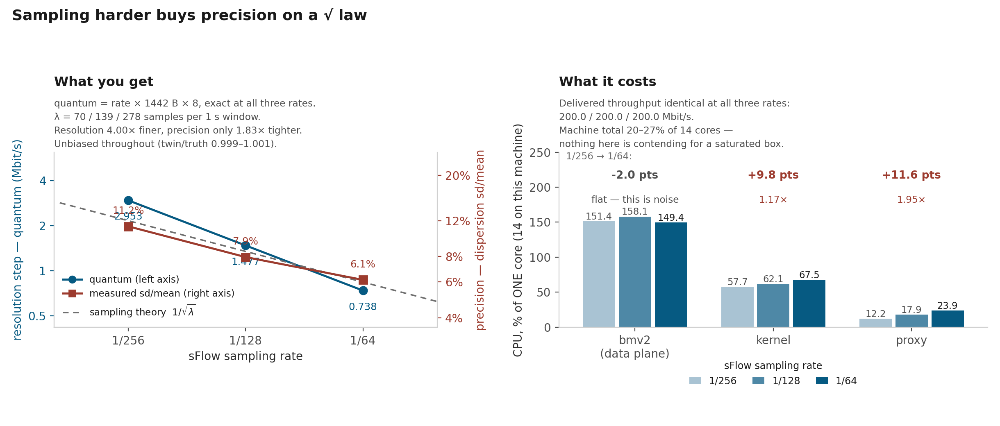 Sampling harder buys precision on a √ law
What you get
quantum = rate × 1442 B × 8, exact at all three rates.
λ = 70 / 139 / 278 samples per 1 s window.
Resolution 4.00× finer, precision only 1.83× tighter.
Unbiased throughout (twin/truth 0.999–1.001).
resolution step — quantum (Mbit/s)
4
2
1
0.5
20%
12%
8%
6%
4%
precision — dispersion sd/mean
11.2%
2.953
7.9%
1.477
6.1%
0.738
quantum (left axis)
measured sd/mean (right axis)
sampling theory 1/√λ
1/256
1/128
1/64
sFlow sampling rate
What it costs
Delivered throughput identical at all three rates:
200.0 / 200.0 / 200.0 Mbit/s.
Machine total 20–27% of 14 cores —
nothing here is contending for a saturated box.
CPU, % of ONE core (14 on this machine)
250
200
150
100
50
0
1/256 → 1/64:
-2.0 pts
+9.8 pts
+11.6 pts
flat — this is noise
1.17×
1.95×
151.4
158.1
149.4
57.7
62.1
67.5
12.2
17.9
23.9
bmv2
(data plane)
kernel
proxy
sFlow sampling rate
1/256
1/128
1/64